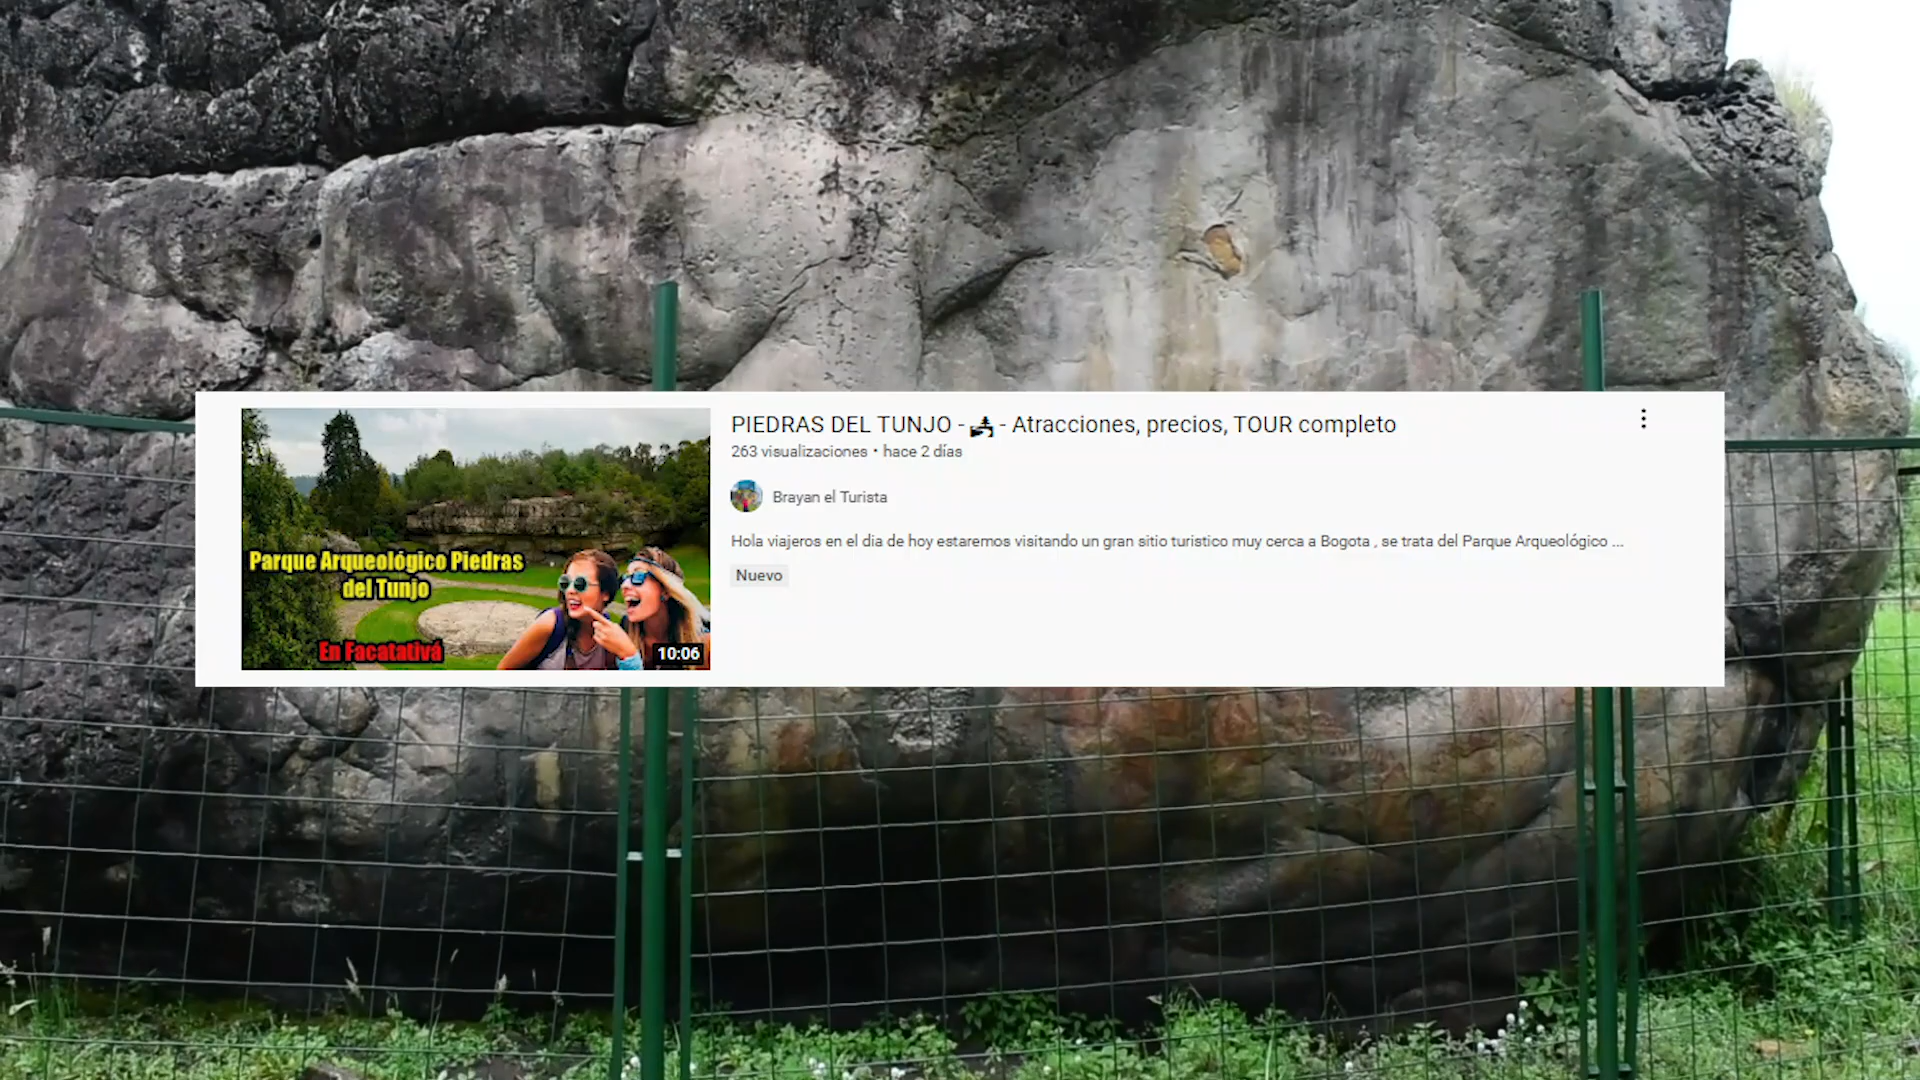 PIEDRAS DEL TUNJO - 🏞 - Atracciones, precios, TOUR completo
263 visualizaciones • hace 2 días
Brayan el Turista
Hola viajeros en el dia de hoy estaremos visitando un gran sitio turistico muy cerca a Bogota , se trata del Parque Arqueológico ...
Nuevo
Parque Arqueológico Piedras
del Tunjo
En Facatativá
10:06